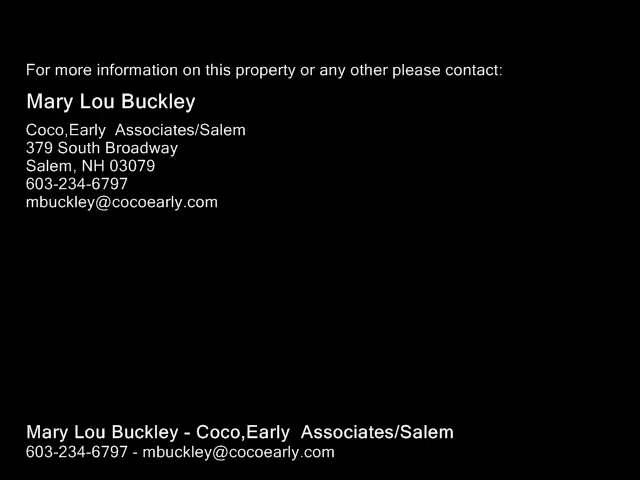 For more information on this property or any other please contact:
Mary Lou Buckley
Coco,Early  Associates/Salem
379 South Broadway
Salem, NH 03079
603-234-6797
mbuckley@cocoearly.com
Mary Lou Buckley - Coco,Early  Associates/Salem
603-234-6797 - mbuckley@cocoearly.com